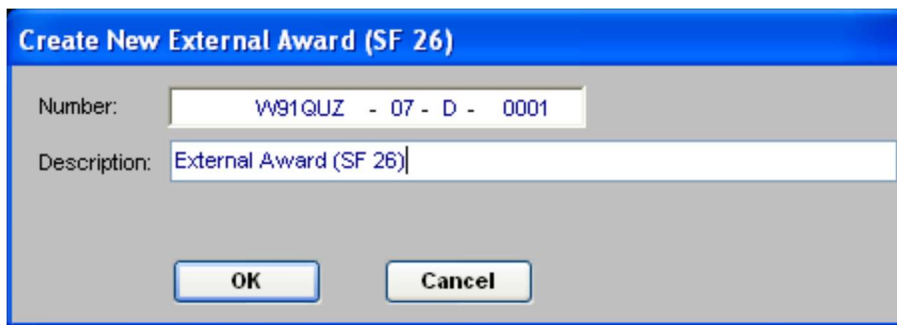 Create New External Award (SF 26)
Number: W91QUZ - 07 - D - 0001
Description: External Award (SF 26)
OK Cancel